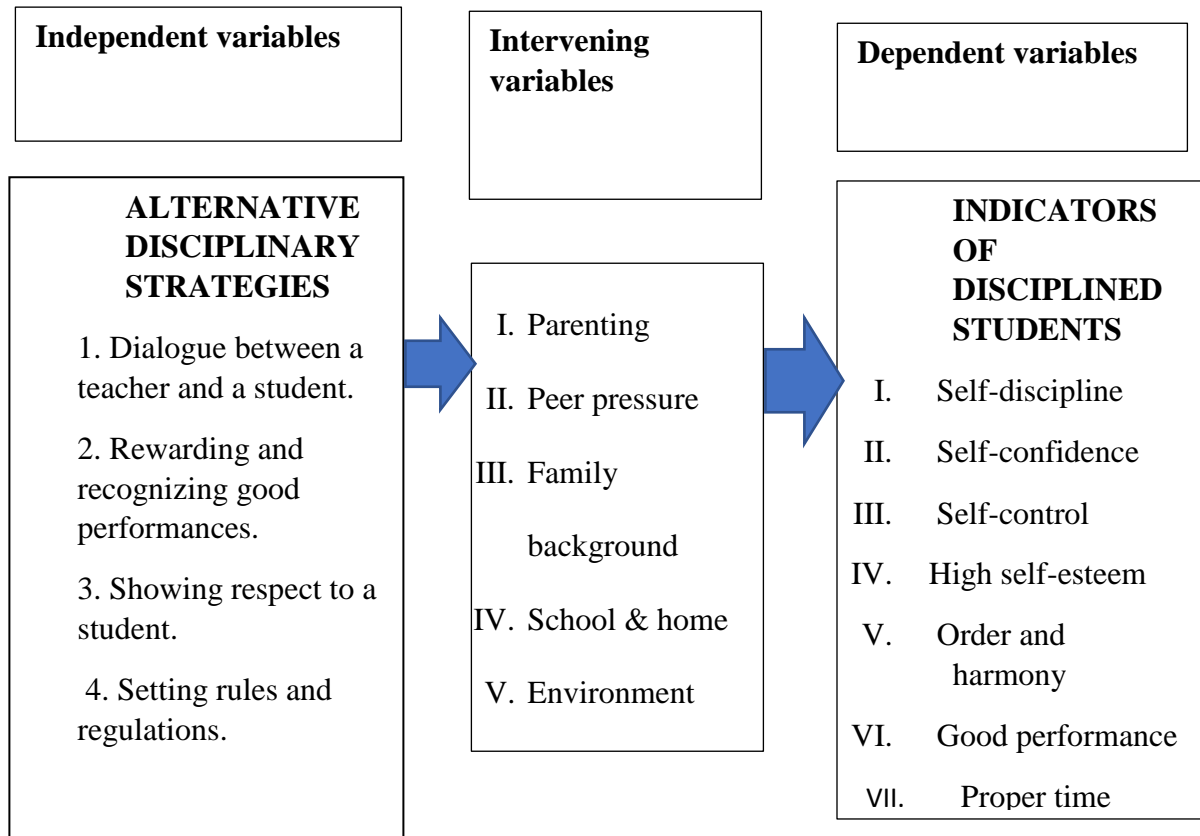 Independent variables
Intervening
variables
Dependent variables
ALTERNATIVE
DISCIPLINARY
STRATEGIES
1. Dialogue between a
teacher and a student.
2. Rewarding and
recognizing good
performances.
3. Showing respect to a
student.
4. Setting rules and
regulations.
I. Parenting
II. Peer pressure
III. Family
background
IV. School & home
V. Environment
INDICATORS
OF
DISCIPLINED
STUDENTS
I. Self-discipline
II. Self-confidence
III. Self-control
IV. High self-esteem
V. Order and
harmony
VI. Good performance
VII. Proper time